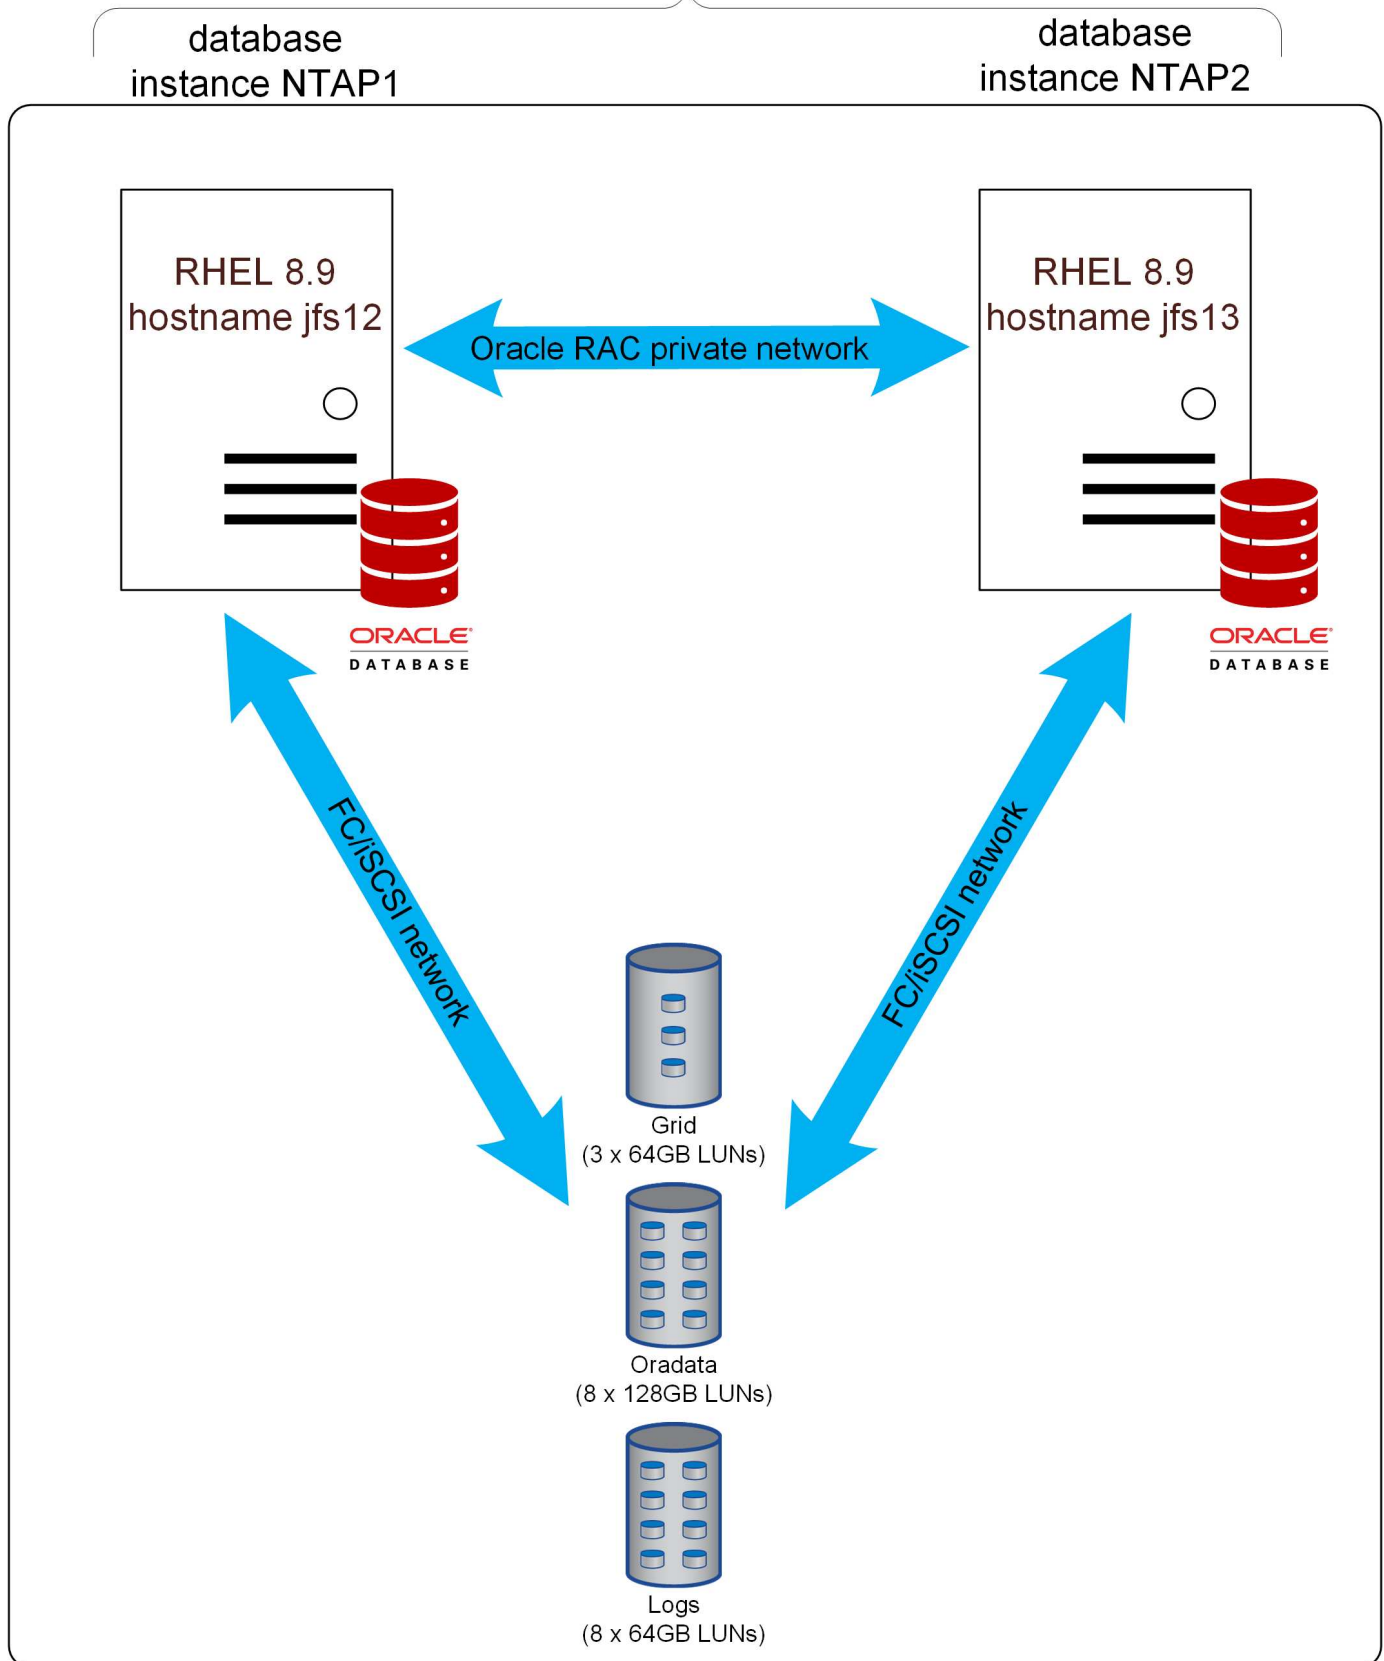 database
instance NTAP1
database
instance NTAP2
RHEL 8.9
hostname jfs12
RHEL 8.9
hostname jfs13
Oracle RAC private network
ORACLE
DATABASE
ORACLE
DATABASE
FC/iSCSI network
FC/iSCSI network
Grid
(3 x 64GB LUNs)
Oradata
(8 x 128GB LUNs)
Logs
(8 x 64GB LUNs)